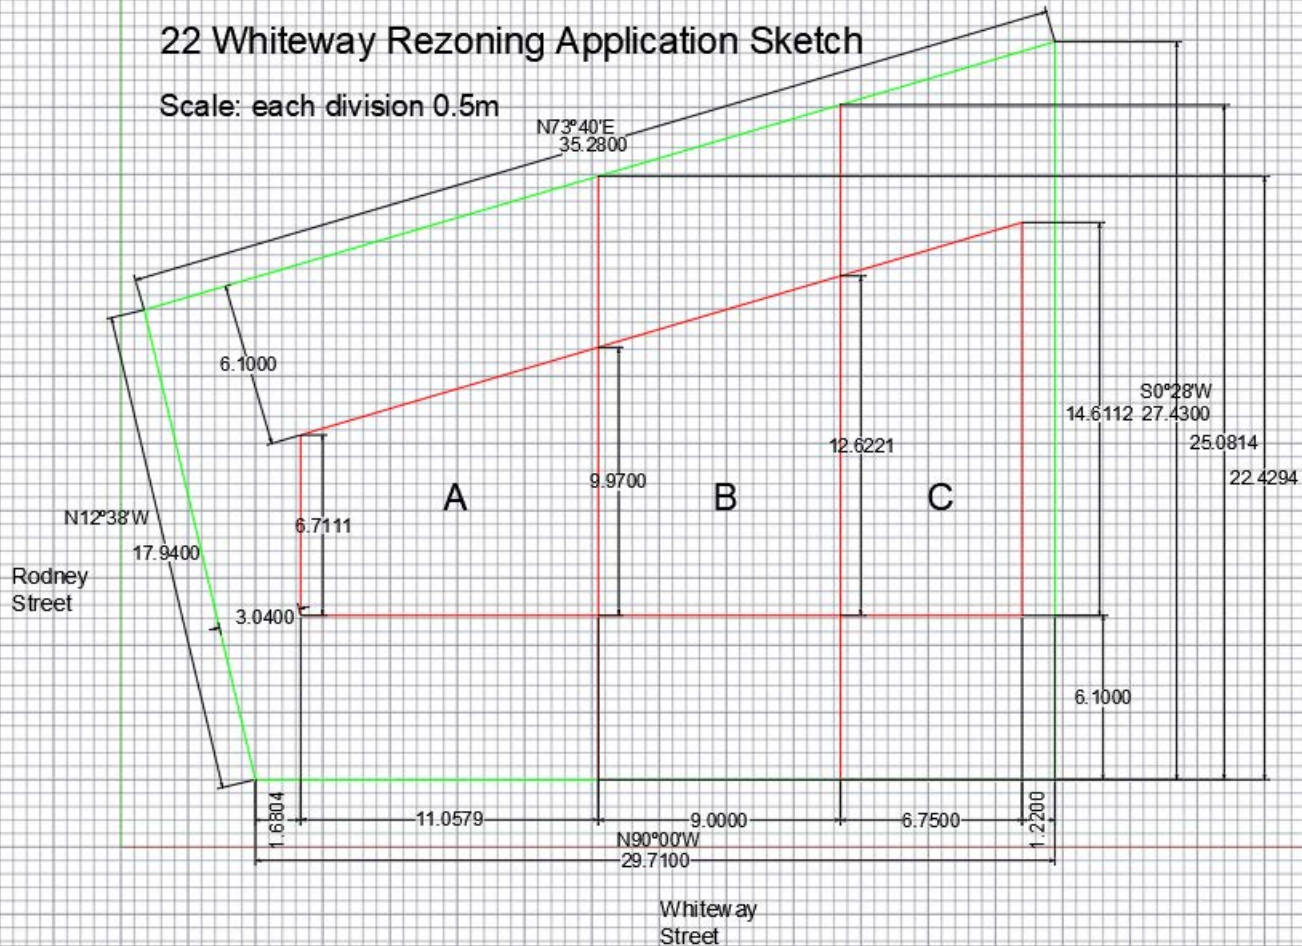 22 Whiteway Rezoning Application Sketch
Scale: each division 0.5m
N73°40'E
35.2800
6.1000
S0°28'W
14.6112
27.4300
25.0814
12.6221
22.4294
9.9700
A
B
C
N12°38'W
6.7111
17.9400
Rodney
Street
3.0400
6.1000
1.6804
11.0579
9.0000
6.7500
1.2200
N90°00'W
29.7100
Whiteway
Street